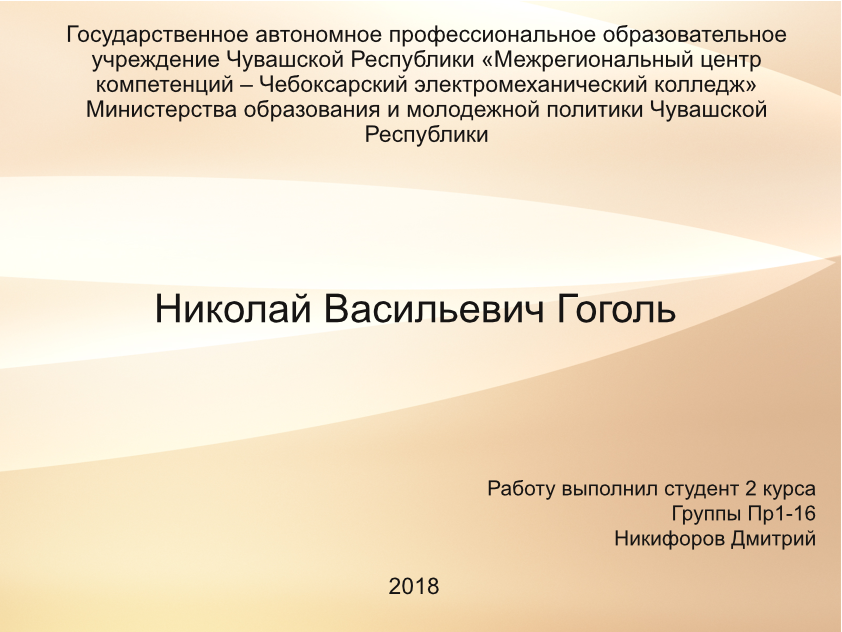 Государственное автономное профессиональное образовательное
учреждение Чувашской Республики «Межрегиональный центр
компетенций – Чебоксарский электромеханический колледж»
Министерства образования и молодежной политики Чувашской
Республики
Николай Васильевич Гоголь
Работу выполнил студент 2 курса
Группы Пр1-16
Никифоров Дмитрий
2018